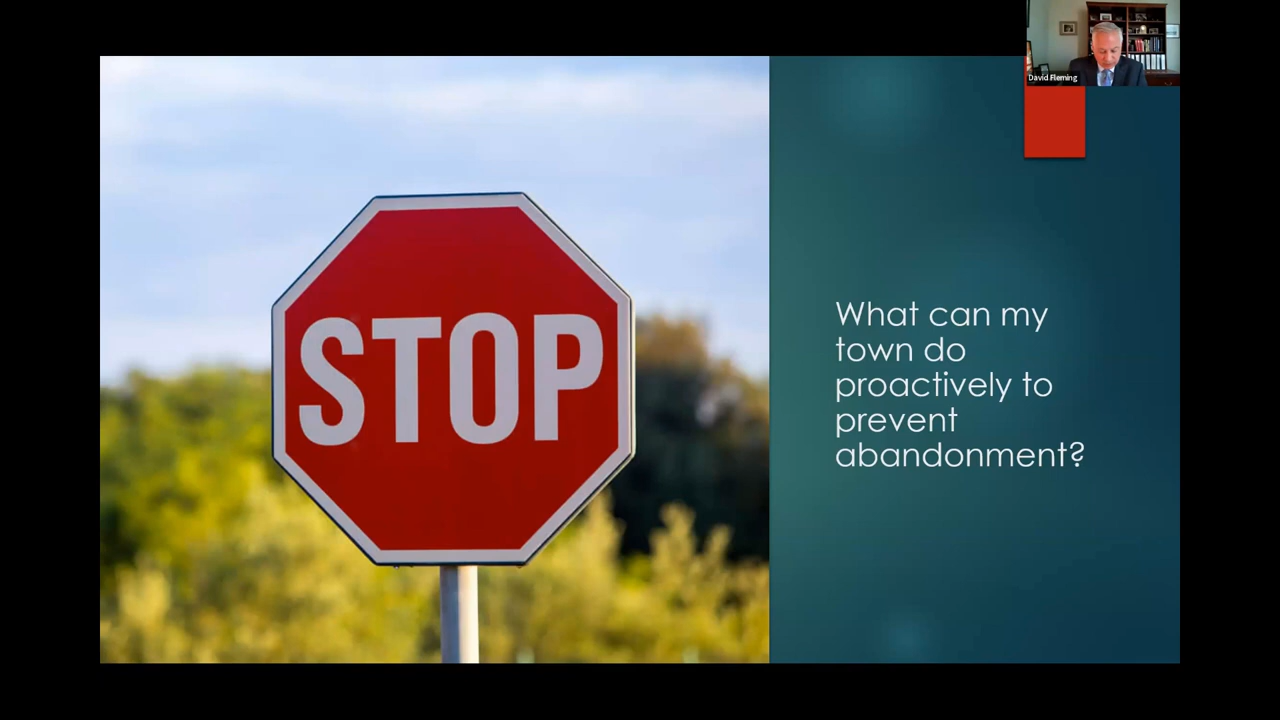 David Fleming
STOP
What can my
town do
proactively to
prevent
abandonment?